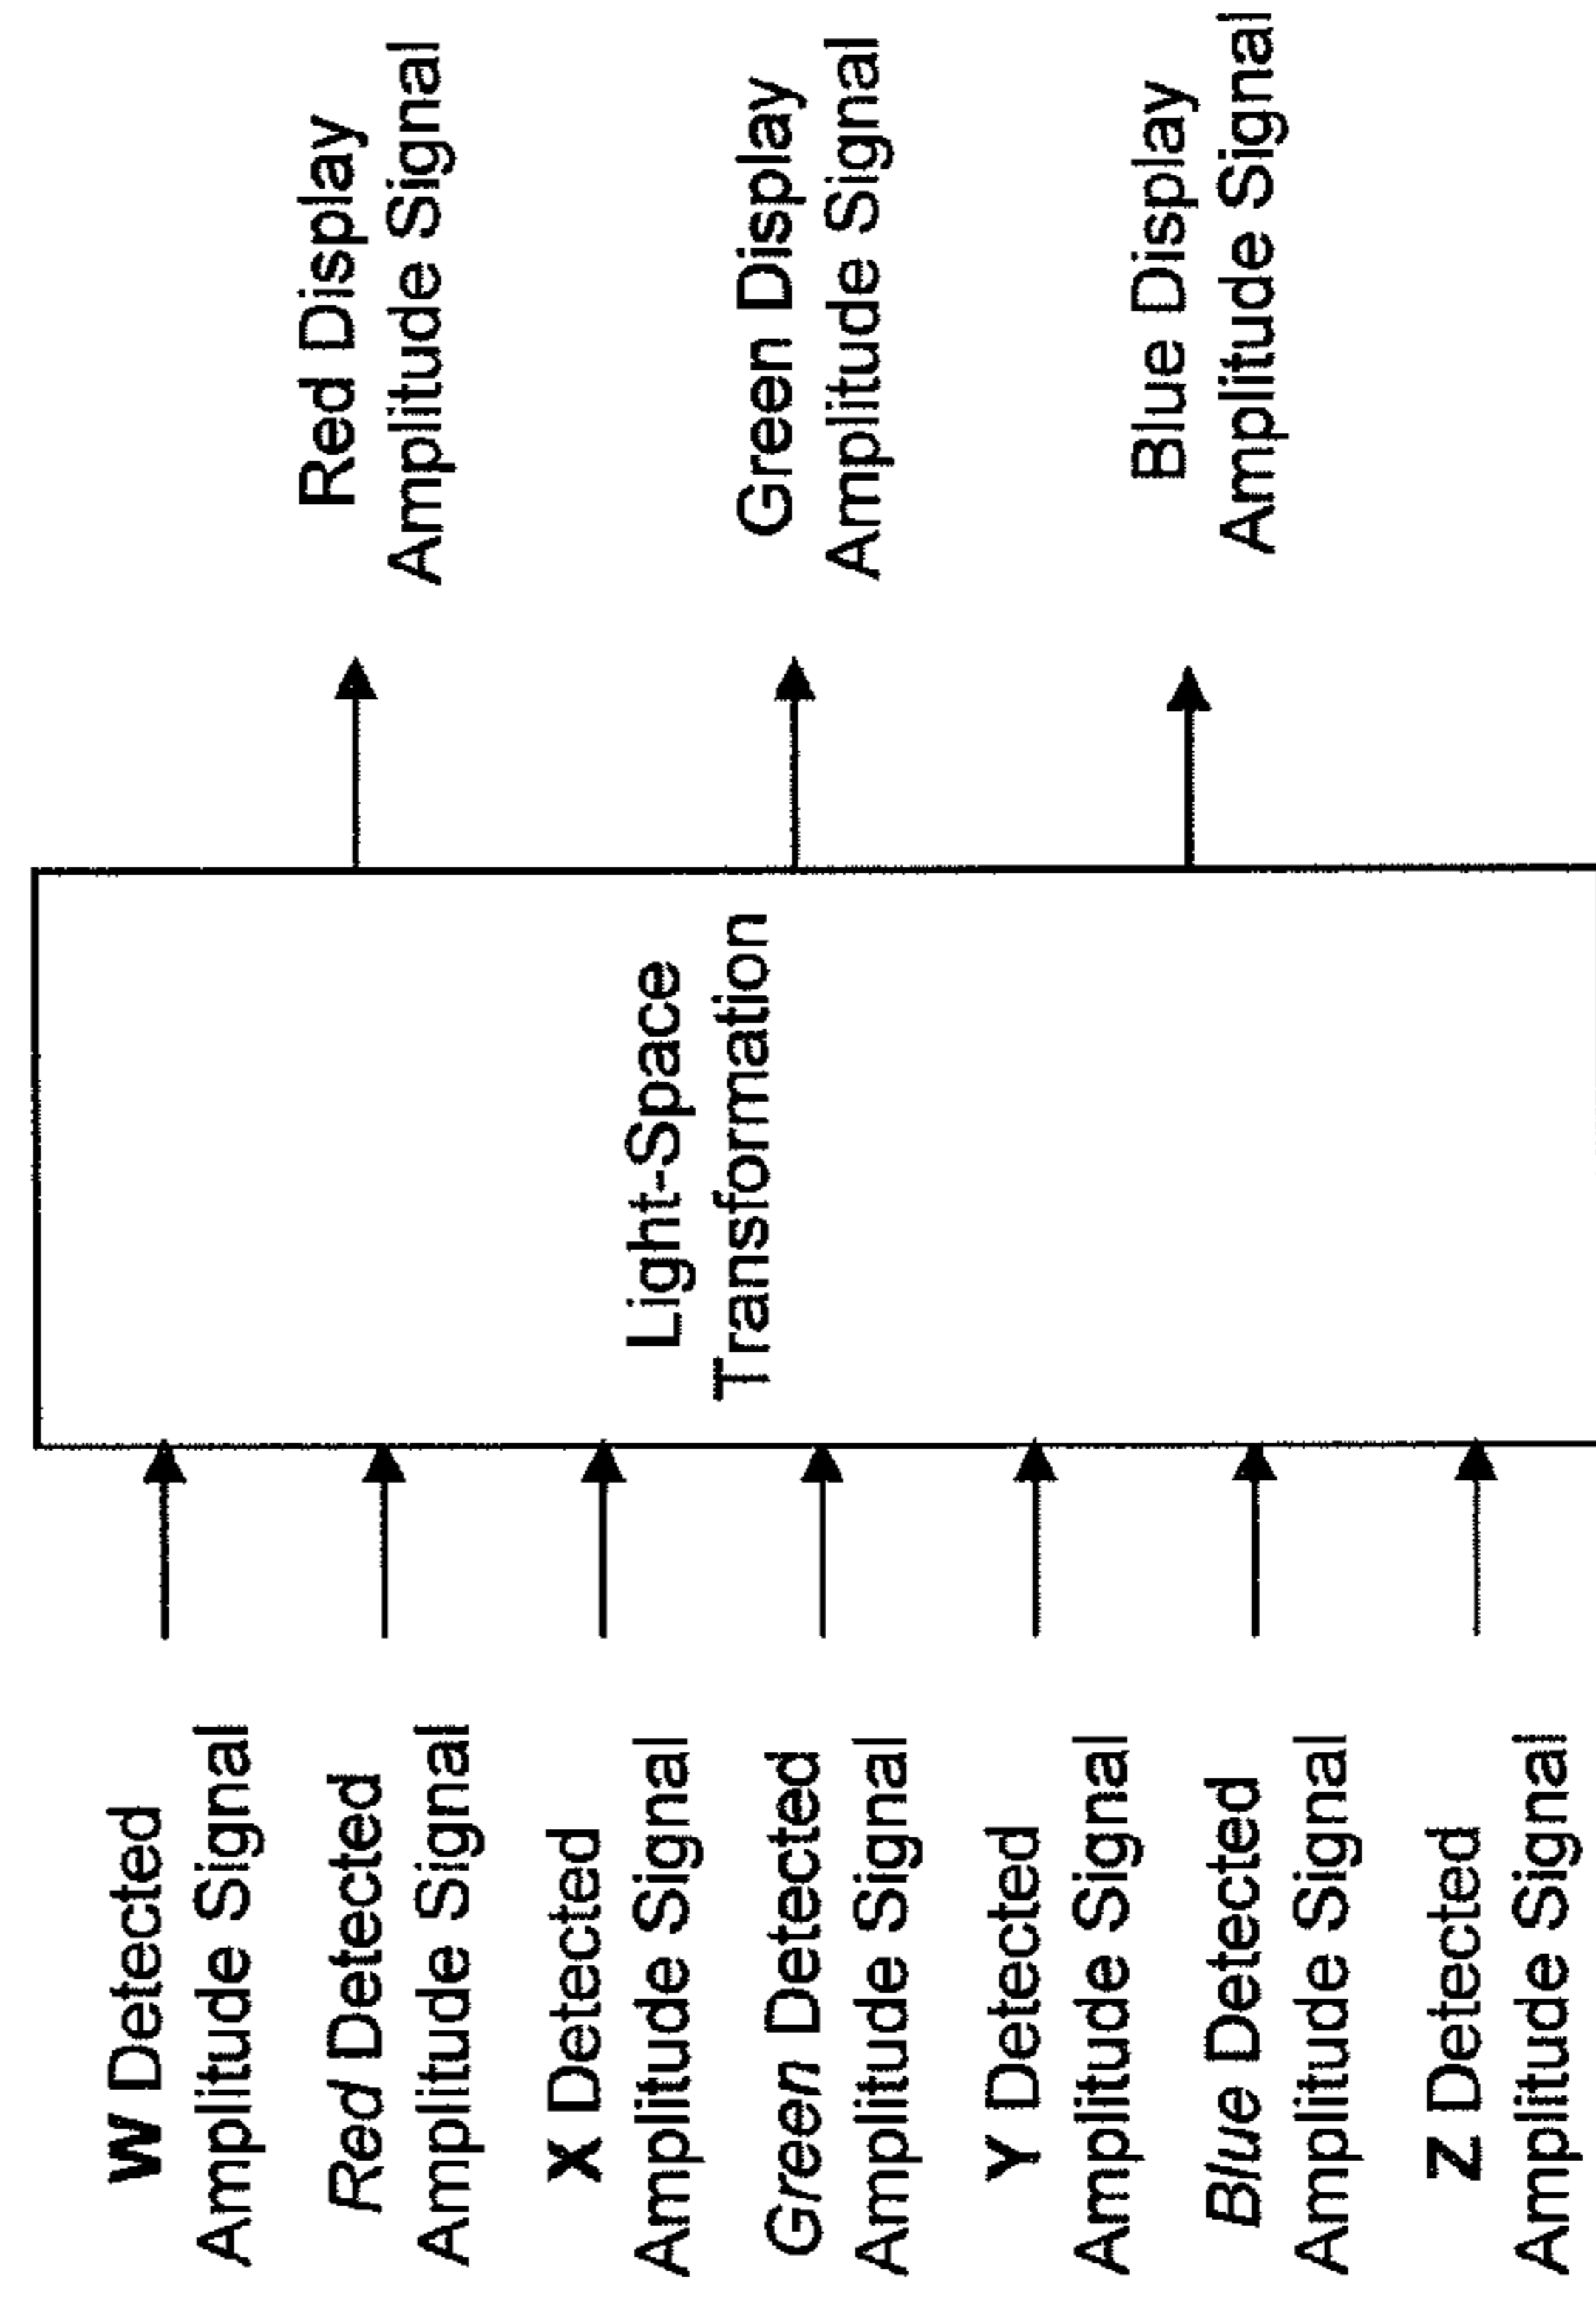 W Detected
Amplitude Signal
Red Detected
Amplitude Signal
X Detected
Amplitude Signal
Green Detected
Amplitude Signal
Y Detected
Amplitude Signal
Blue Detected
Amplitude Signal
Z Detected
Amplitude Signal
Light-Space
Transformation
Red Display
Amplitude Signal
Green Display
Amplitude Signal
Blue Display
Amplitude Signal